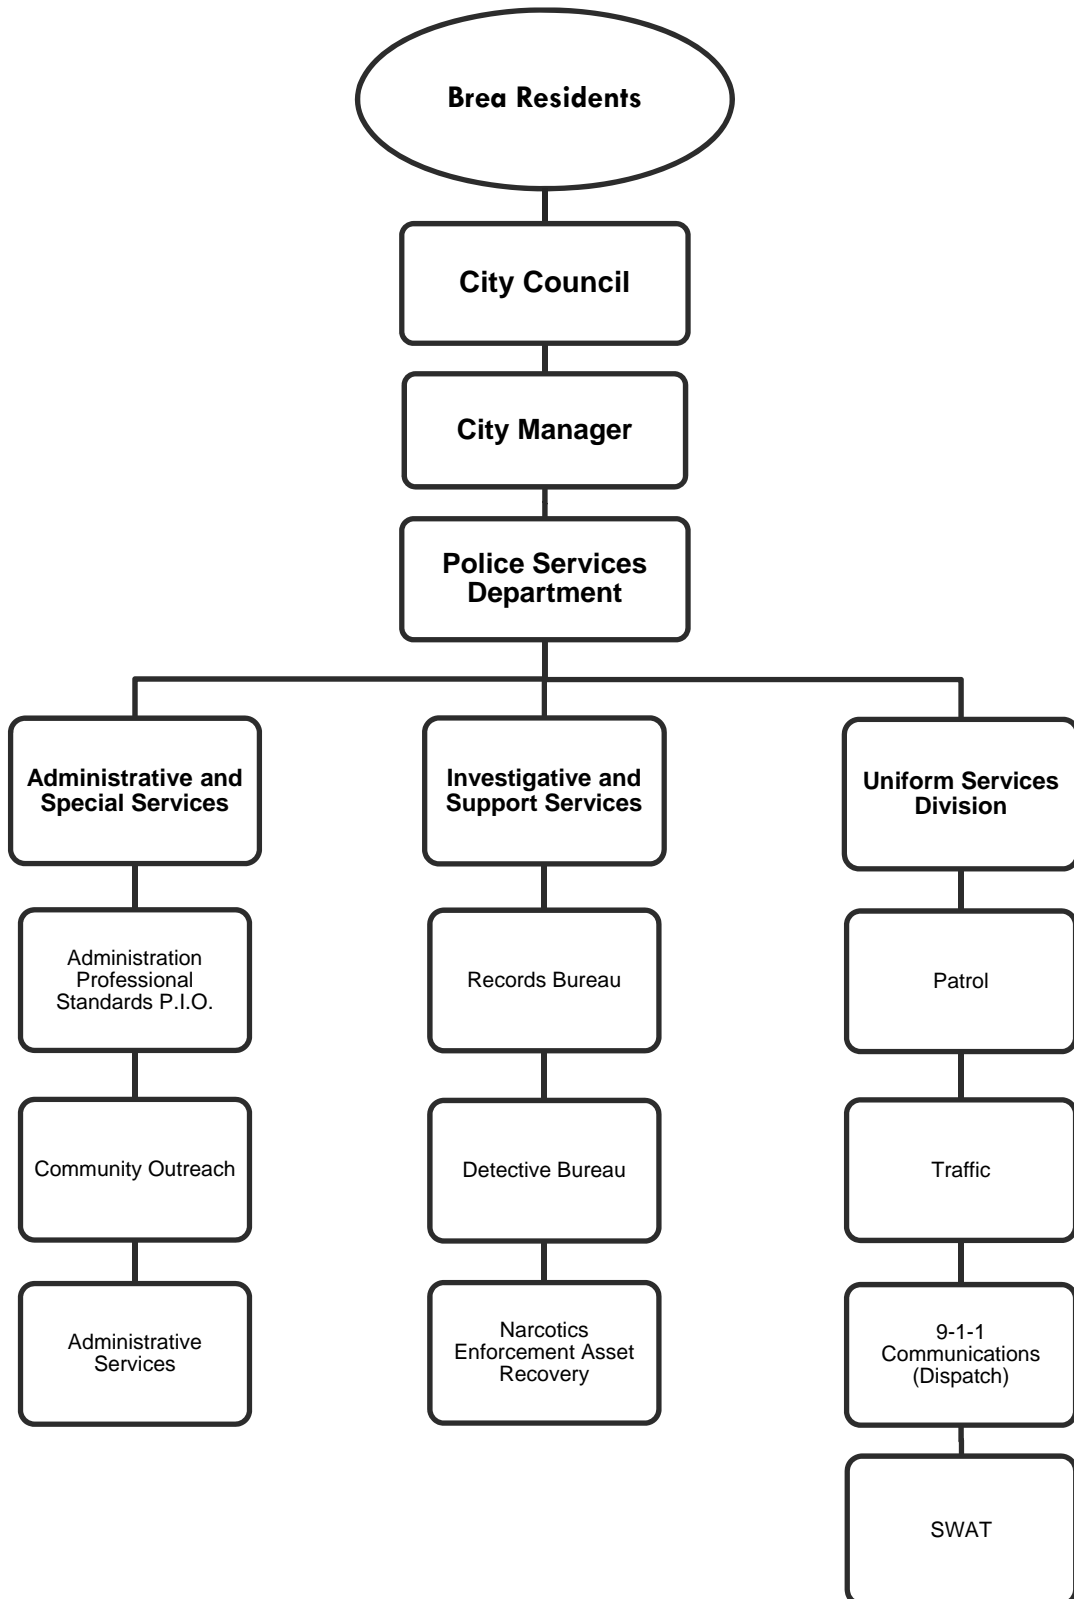 Brea Residents
City Council
City Manager
Police Services
Department
Administrative and
Special Services
Administration
Professional
Standards P.I.O.
Community Outreach
Administrative
Services
Investigative and
Support Services
Records Bureau
Detective Bureau
Narcotics
Enforcement Asset
Recovery
Uniform Services
Division
Patrol
Traffic
9-1-1
Communications
(Dispatch)
SWAT